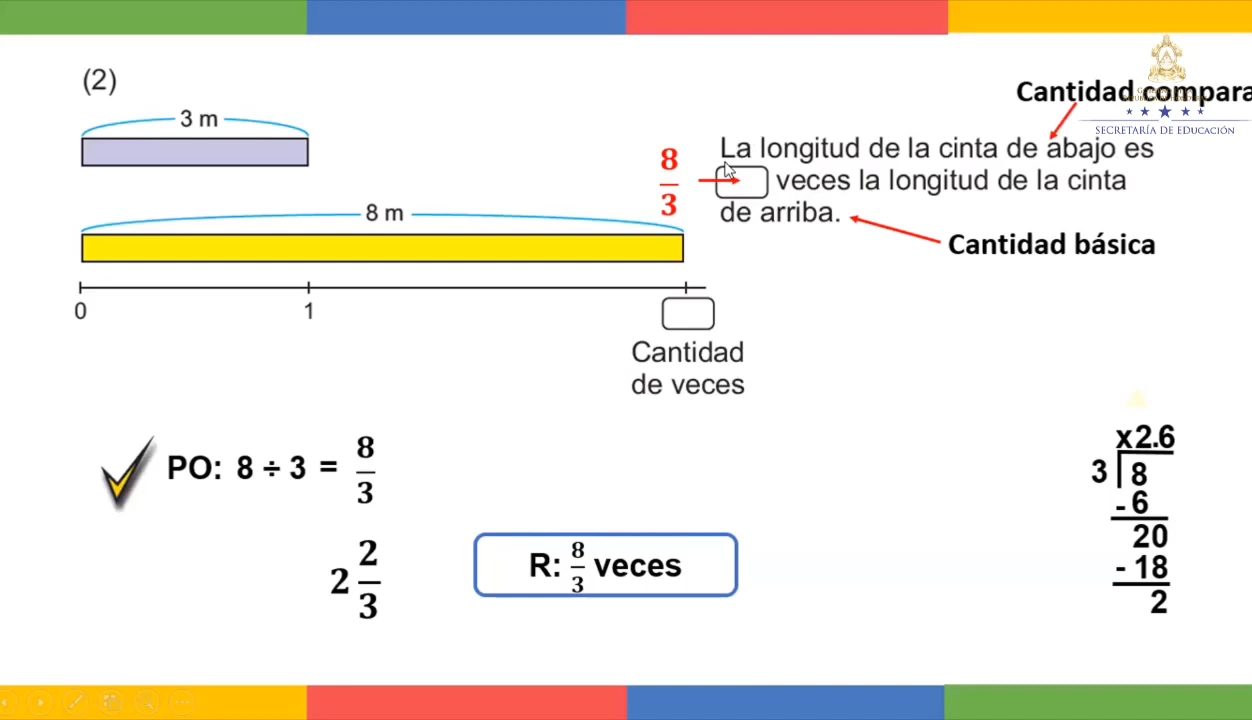 (2)
3 m
8 m
0
1
Cantidad
de veces
8
3
Cantidad compara
SECRETARÍA DE EDUCACIÓN
La longitud de la cinta de abajo es
veces la longitud de la cinta
de arriba.
Cantidad básica
PO: 8 ÷ 3 = 8/3
2 2/3
R: 8/3 veces
x2.6
3 8
- 6
20
- 18
2